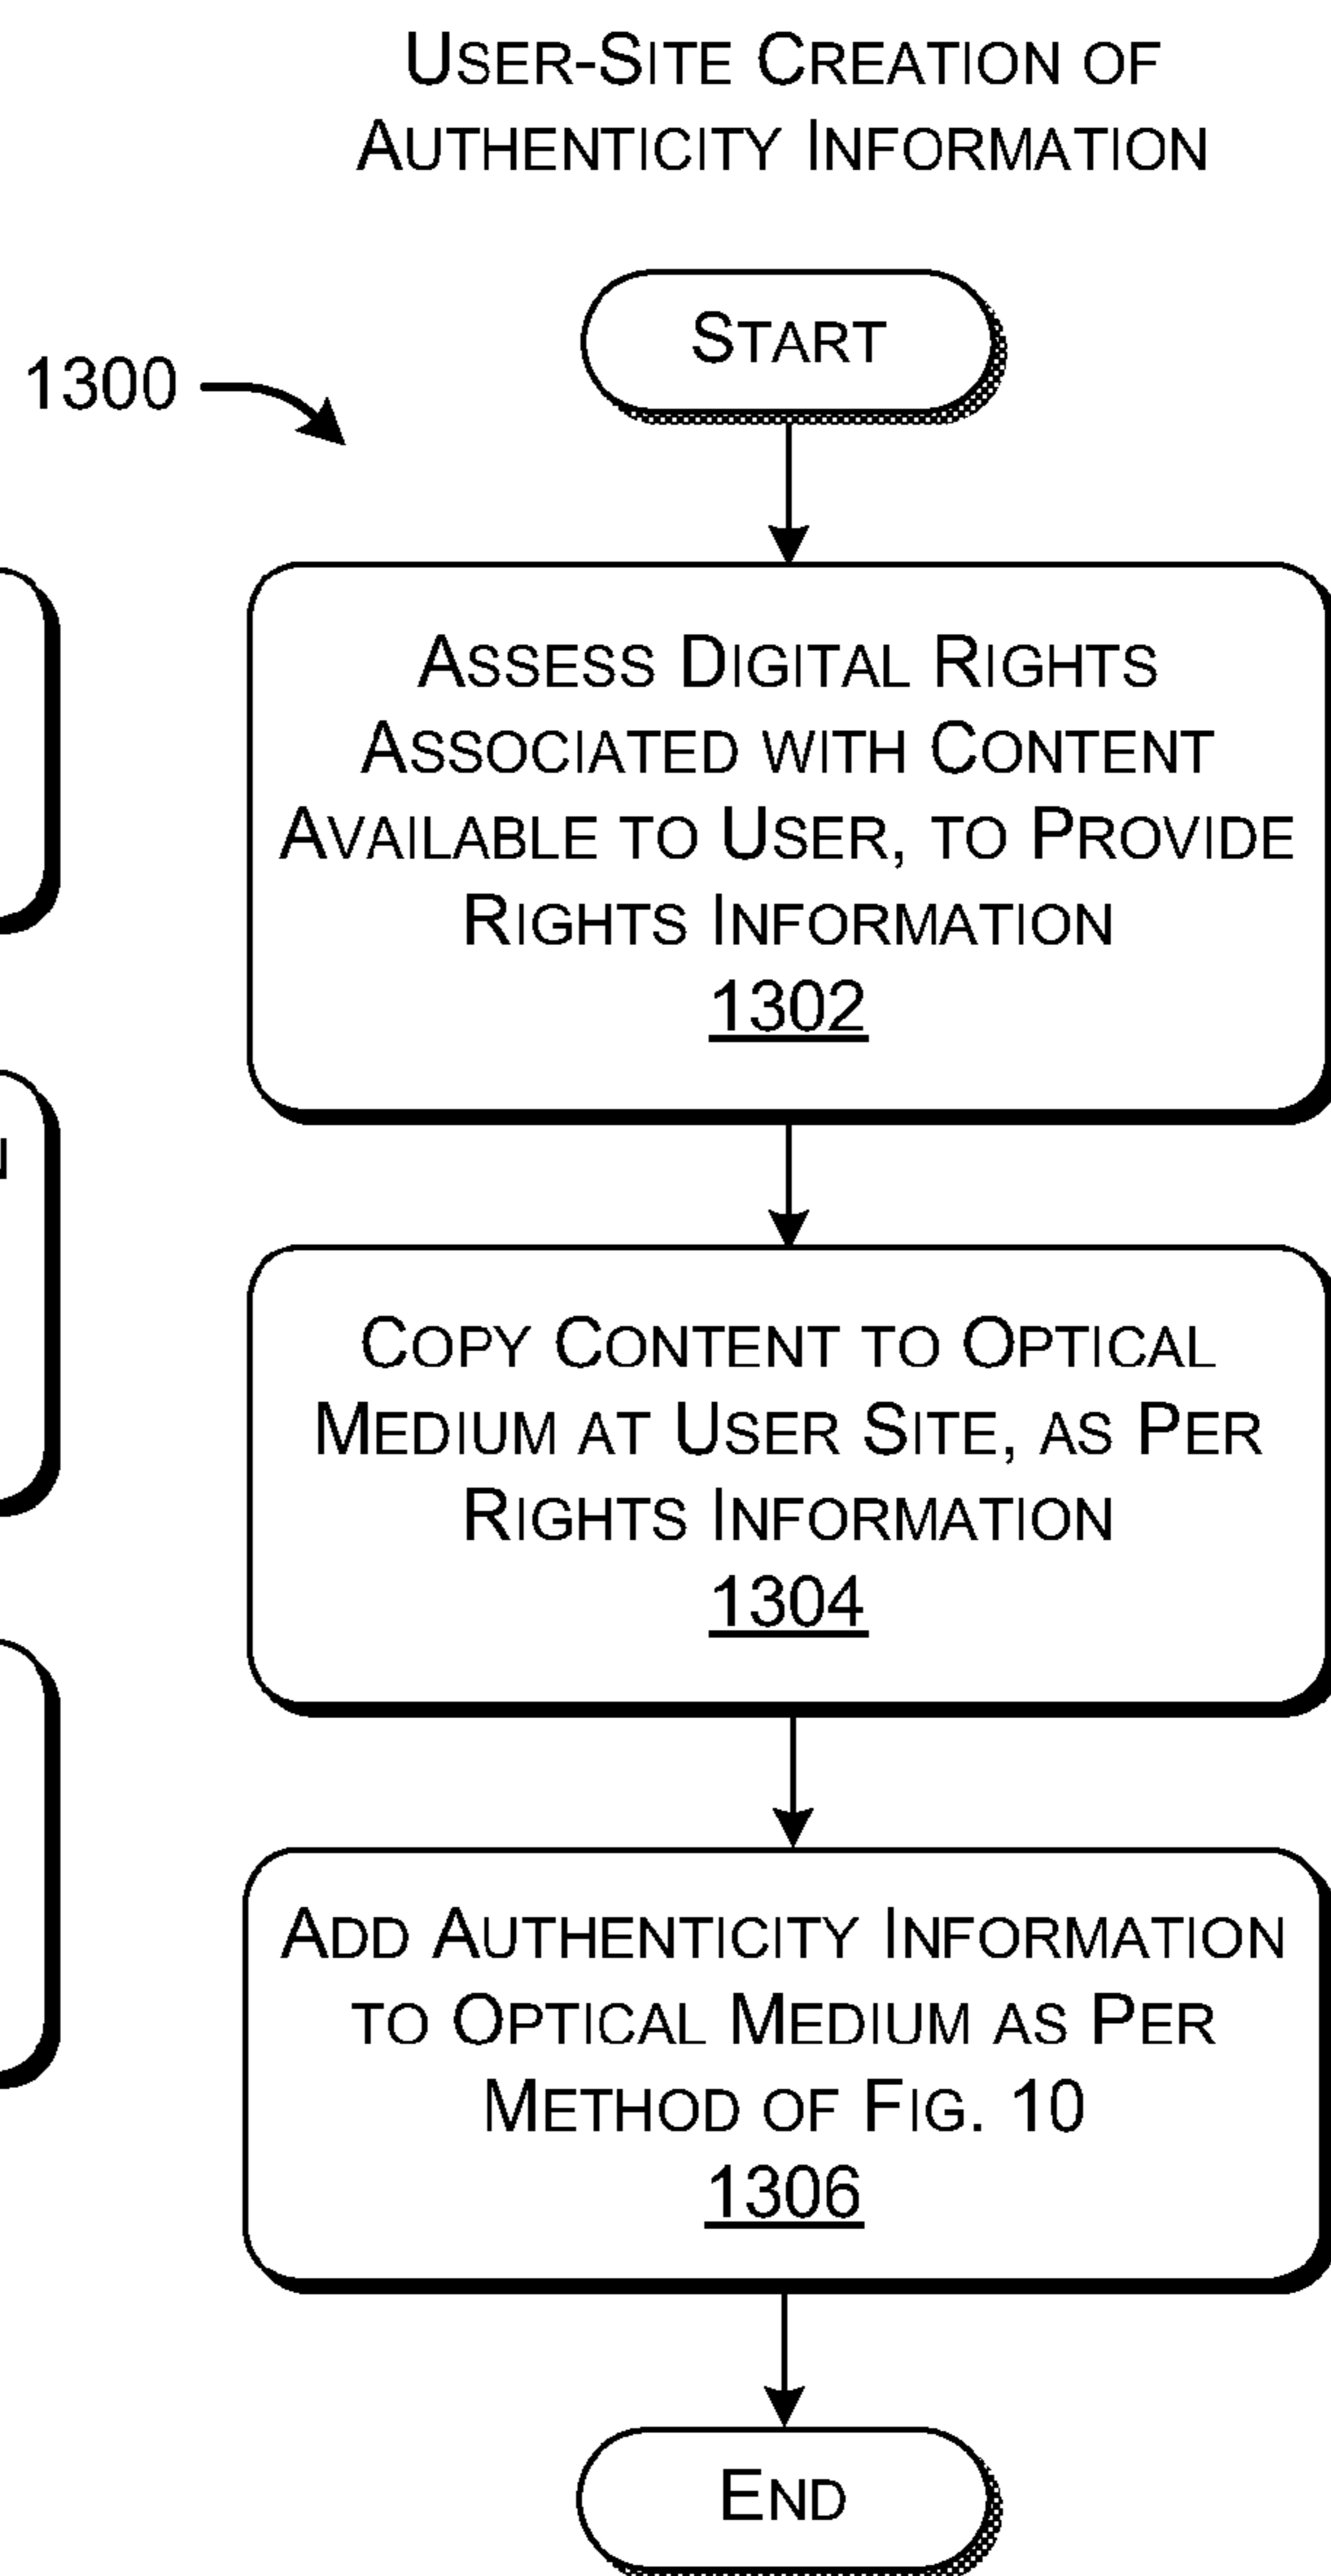 USER-SITE CREATION OF
AUTHENTICITY INFORMATION
START
1300
ASSESS DIGITAL RIGHTS
ASSOCIATED WITH CONTENT
AVAILABLE TO USER, TO PROVIDE
RIGHTS INFORMATION
1302
N
COPY CONTENT TO OPTICAL
MEDIUM AT USER SITE, AS PER
RIGHTS INFORMATION
1304
ADD AUTHENTICITY INFORMATION
TO OPTICAL MEDIUM AS PER
METHOD OF FIG. 10
1306
END